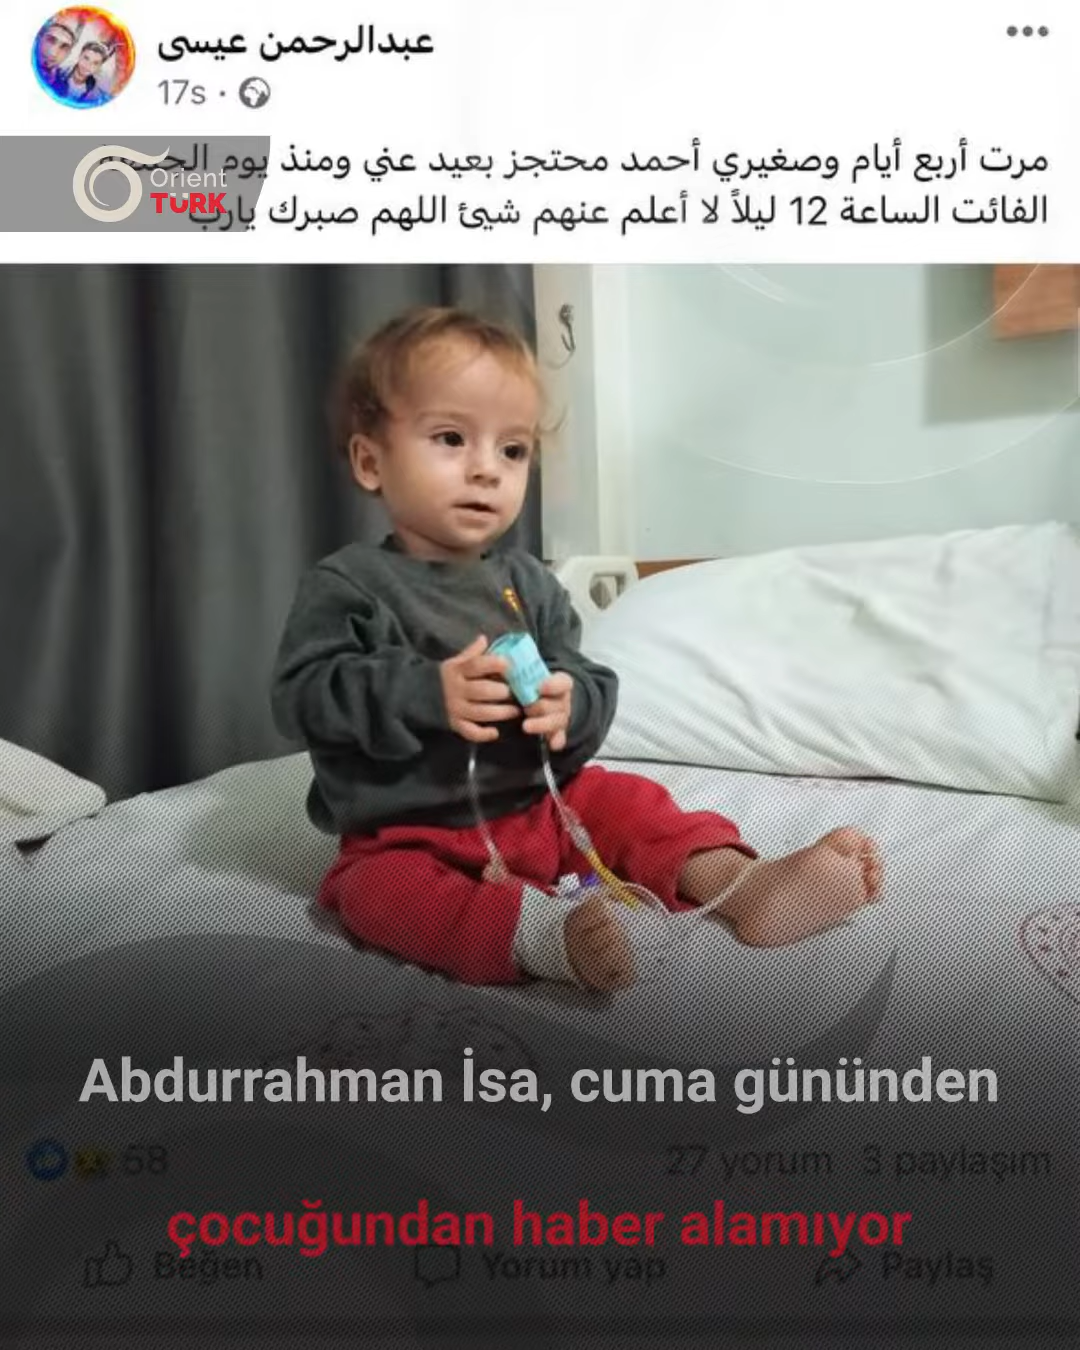 عبدالرحمن عيسى
17s
مرت أربع أيام وصغيري أحمد محتجز بعيد عني ومنذ يوم
Orient
TÜRK
الفائت الساعة 12 ليلاً لا أعلم عنهم شيئ اللهم صبرك يارب
Abdurrahman İsa, cuma gününden
68 27 yorum 3 paylaşım
çocuğundan haber alamıyor
Beğen Yorum yap Paylaş